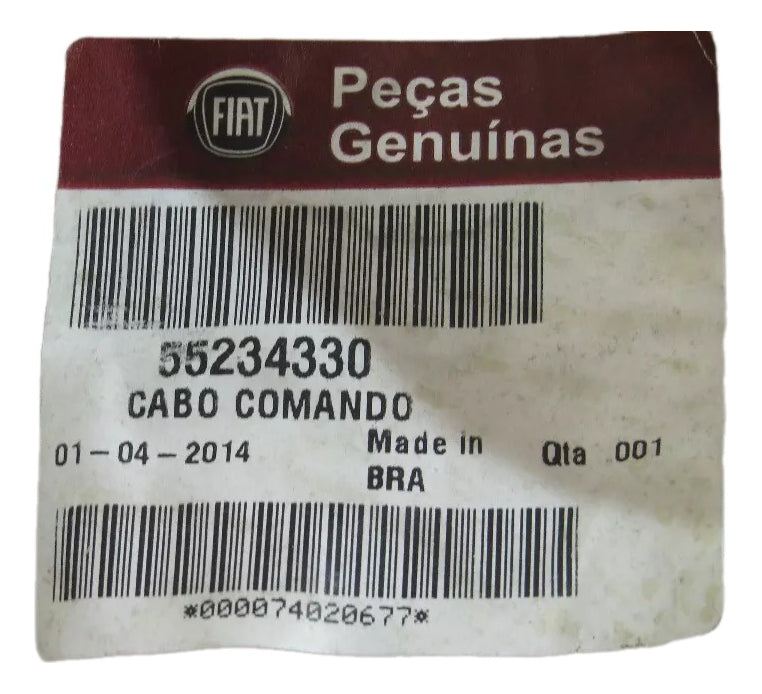 FIAT
Peças
Genuínas
55234330
CABO COMANDO
01-04-2014 Made in BRA Qta 001
*000074020677*